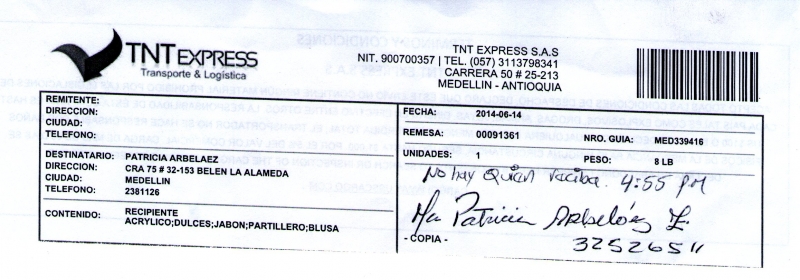 TNT EXPRESS
Transporte & Logística
TNT EXPRESS S.A.S
NIT. 900700357 | TEL. (057) 3113798341
CARRERA 50 # 25-213
MEDELLIN - ANTIOQUIA
REMITENTE:
DIRECCION:
CIUDAD:
TELEFONO:
FECHA: 2014-06-14
REMESA: 00091361 NRO. GUIA: MED339416
UNIDADES: 1 PESO: 8 LB
DESTINATARIO: PATRICIA ARBELAEZ
DIRECCION: CRA 75 # 32-153 BELEN LA ALAMEDA
CIUDAD: MEDELLIN
TELEFONO: 2381126
CONTENIDO: RECIPIENTE
ACRYLICO;DULCES;JABON;PARTILLERO;BLUSA
No hay Quien reciba. 4:55 PM
Ma Patricia Arbeláez E.
32526511
- COPIA -